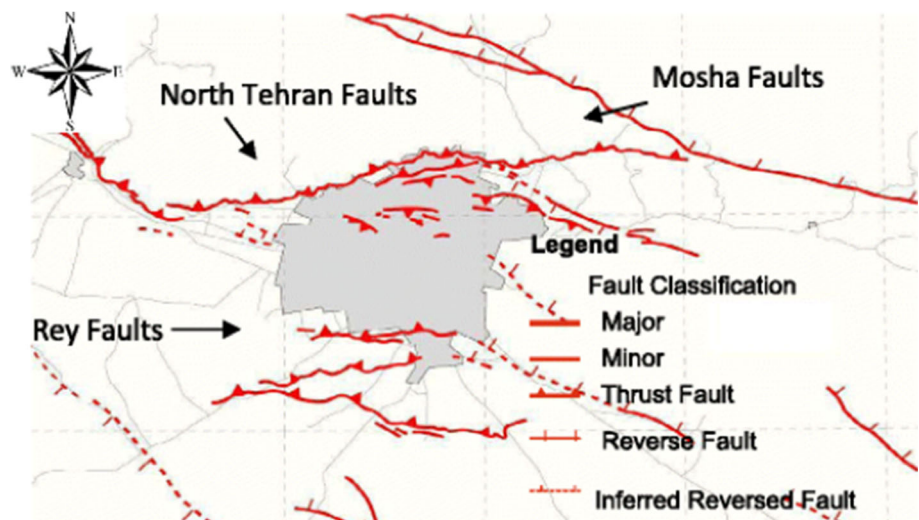 N
W E
S
North Tehran Faults
Mosha Faults
Rey Faults
Legend
Fault Classification
Major
Minor
Thrust Fault
Reverse Fault
Inferred Reversed Fault